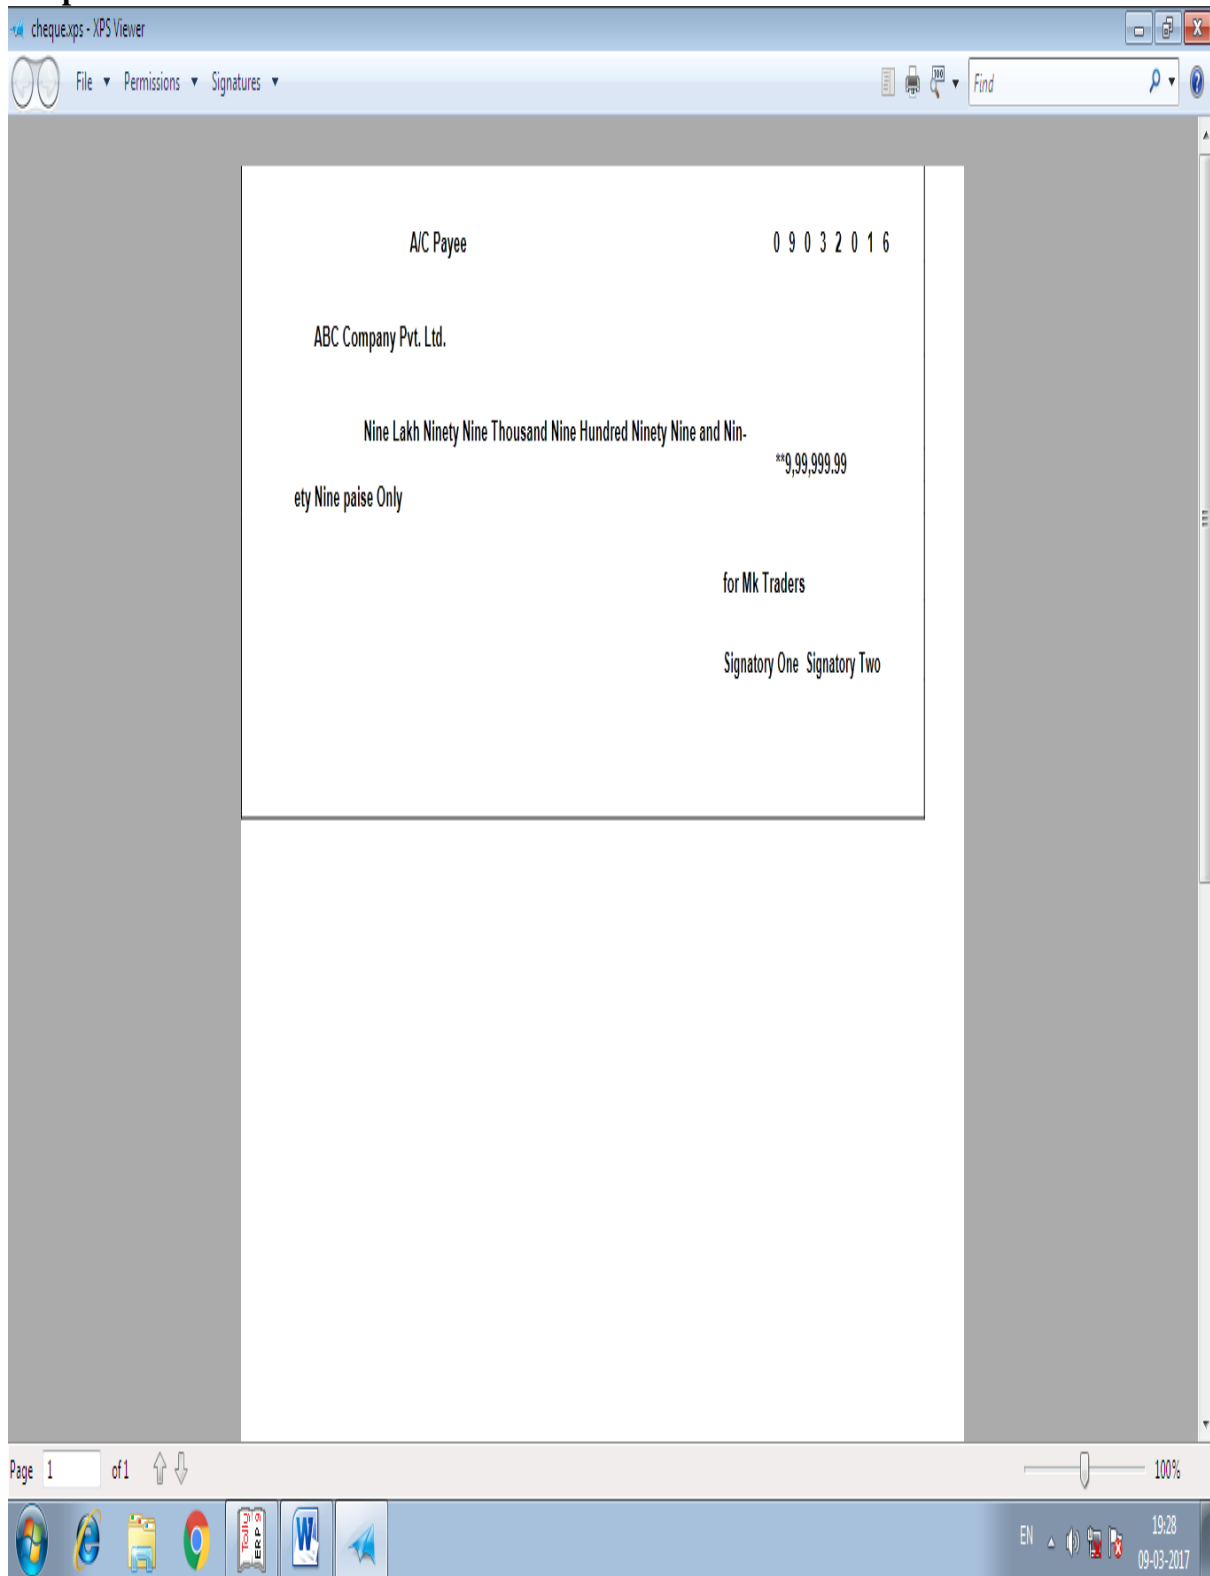 cheque.xps - XPS Viewer
File Permissions Signatures
Find
A/C Payee 0 9 0 3 2 0 1 6
ABC Company Pvt. Ltd.
Nine Lakh Ninety Nine Thousand Nine Hundred Ninety Nine and Nin-
**9,99,999.99
ety Nine paise Only
for Mk Traders
Signatory One Signatory Two
Page 1 of 1
100%
Tally ERP 9
W
EN
19:28
09-03-2017